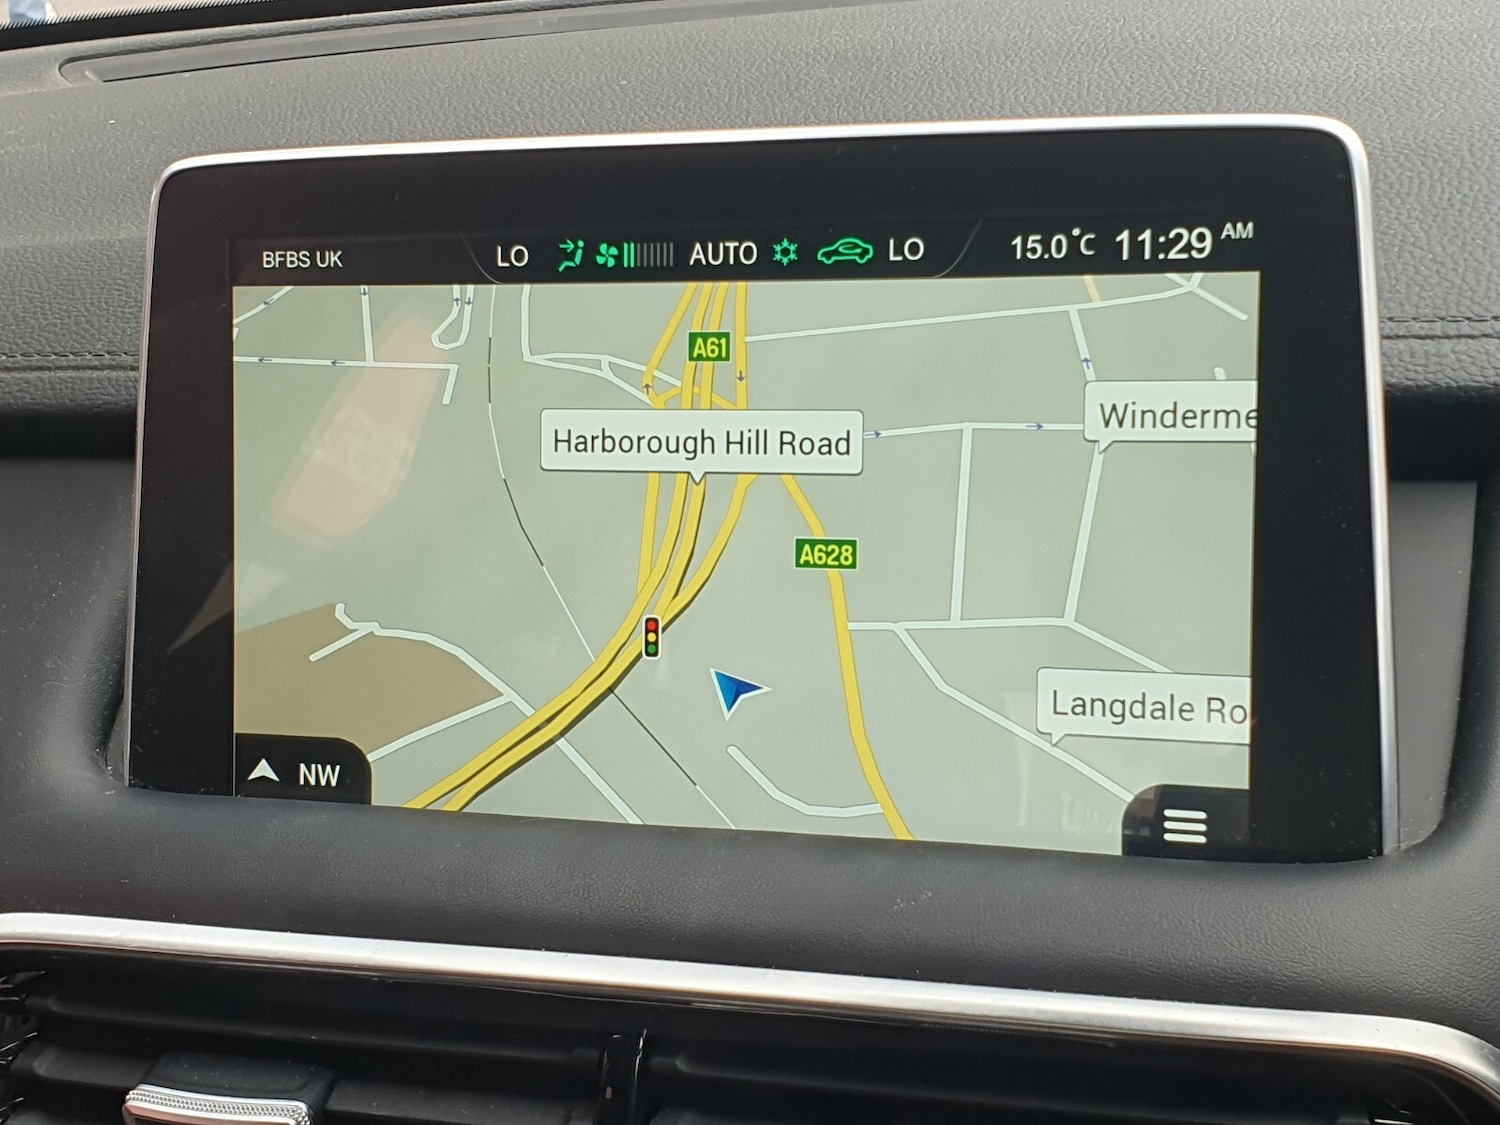 BFBS UK
LO AUTO LO
15.0°C 11:29 AM
A61
Winderme
Harborough Hill Road
A628
Langdale Ro
NW